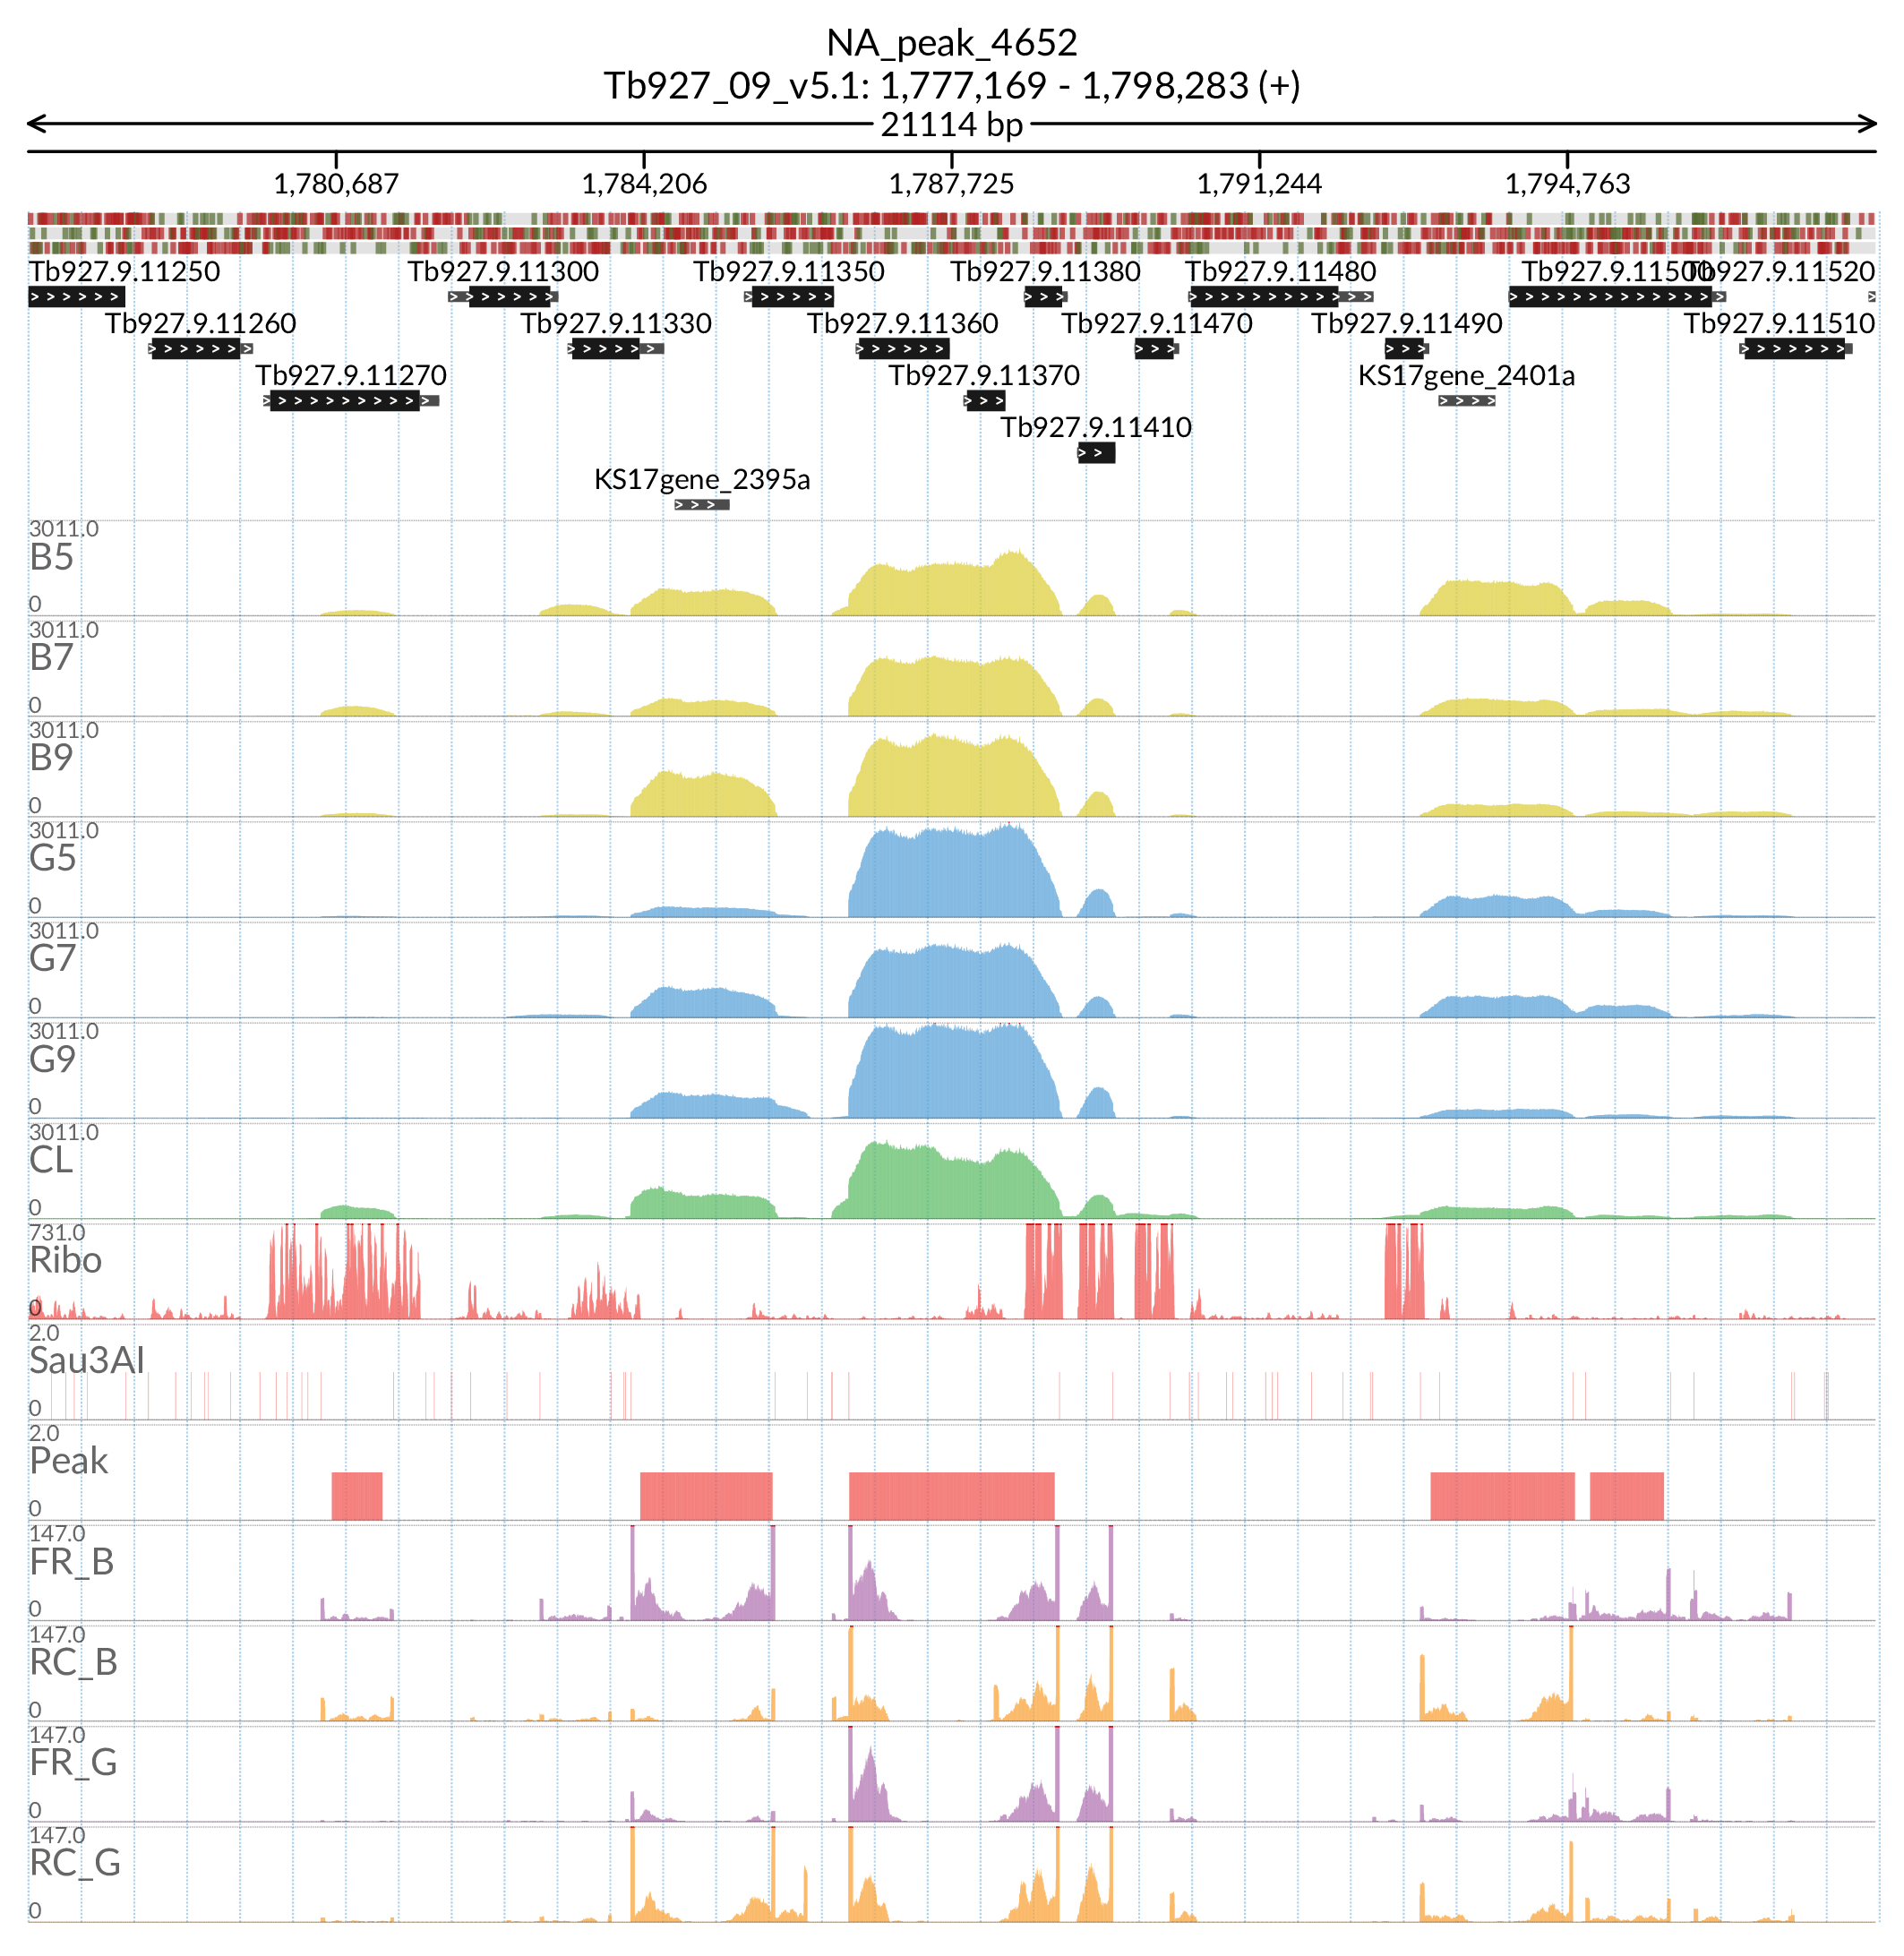 NA_peak_4652
Tb927_09_v5.1: 1,777,169 - 1,798,283 (+)
21114 bp
1,780,687 1,784,206 1,787,725 1,791,244 1,794,763
Tb927.9.11250 Tb927.9.11300 Tb927.9.11350 Tb927.9.11380 Tb927.9.11480 Tb927.9.11500 Tb927.9.11520
Tb927.9.11260 Tb927.9.11330 Tb927.9.11360 Tb927.9.11470 Tb927.9.11490 Tb927.9.11510
Tb927.9.11270 Tb927.9.11370 KS17gene_2401a
Tb927.9.11410
KS17gene_2395a
3011.0
B5
0
3011.0
B7
0
3011.0
B9
0
3011.0
G5
0
3011.0
G7
0
3011.0
G9
0
3011.0
CL
0
731.0
Ribo
0
2.0
Sau3AI
0
2.0
Peak
0
147.0
FR_B
0
147.0
RC_B
0
147.0
FR_G
0
147.0
RC_G
0